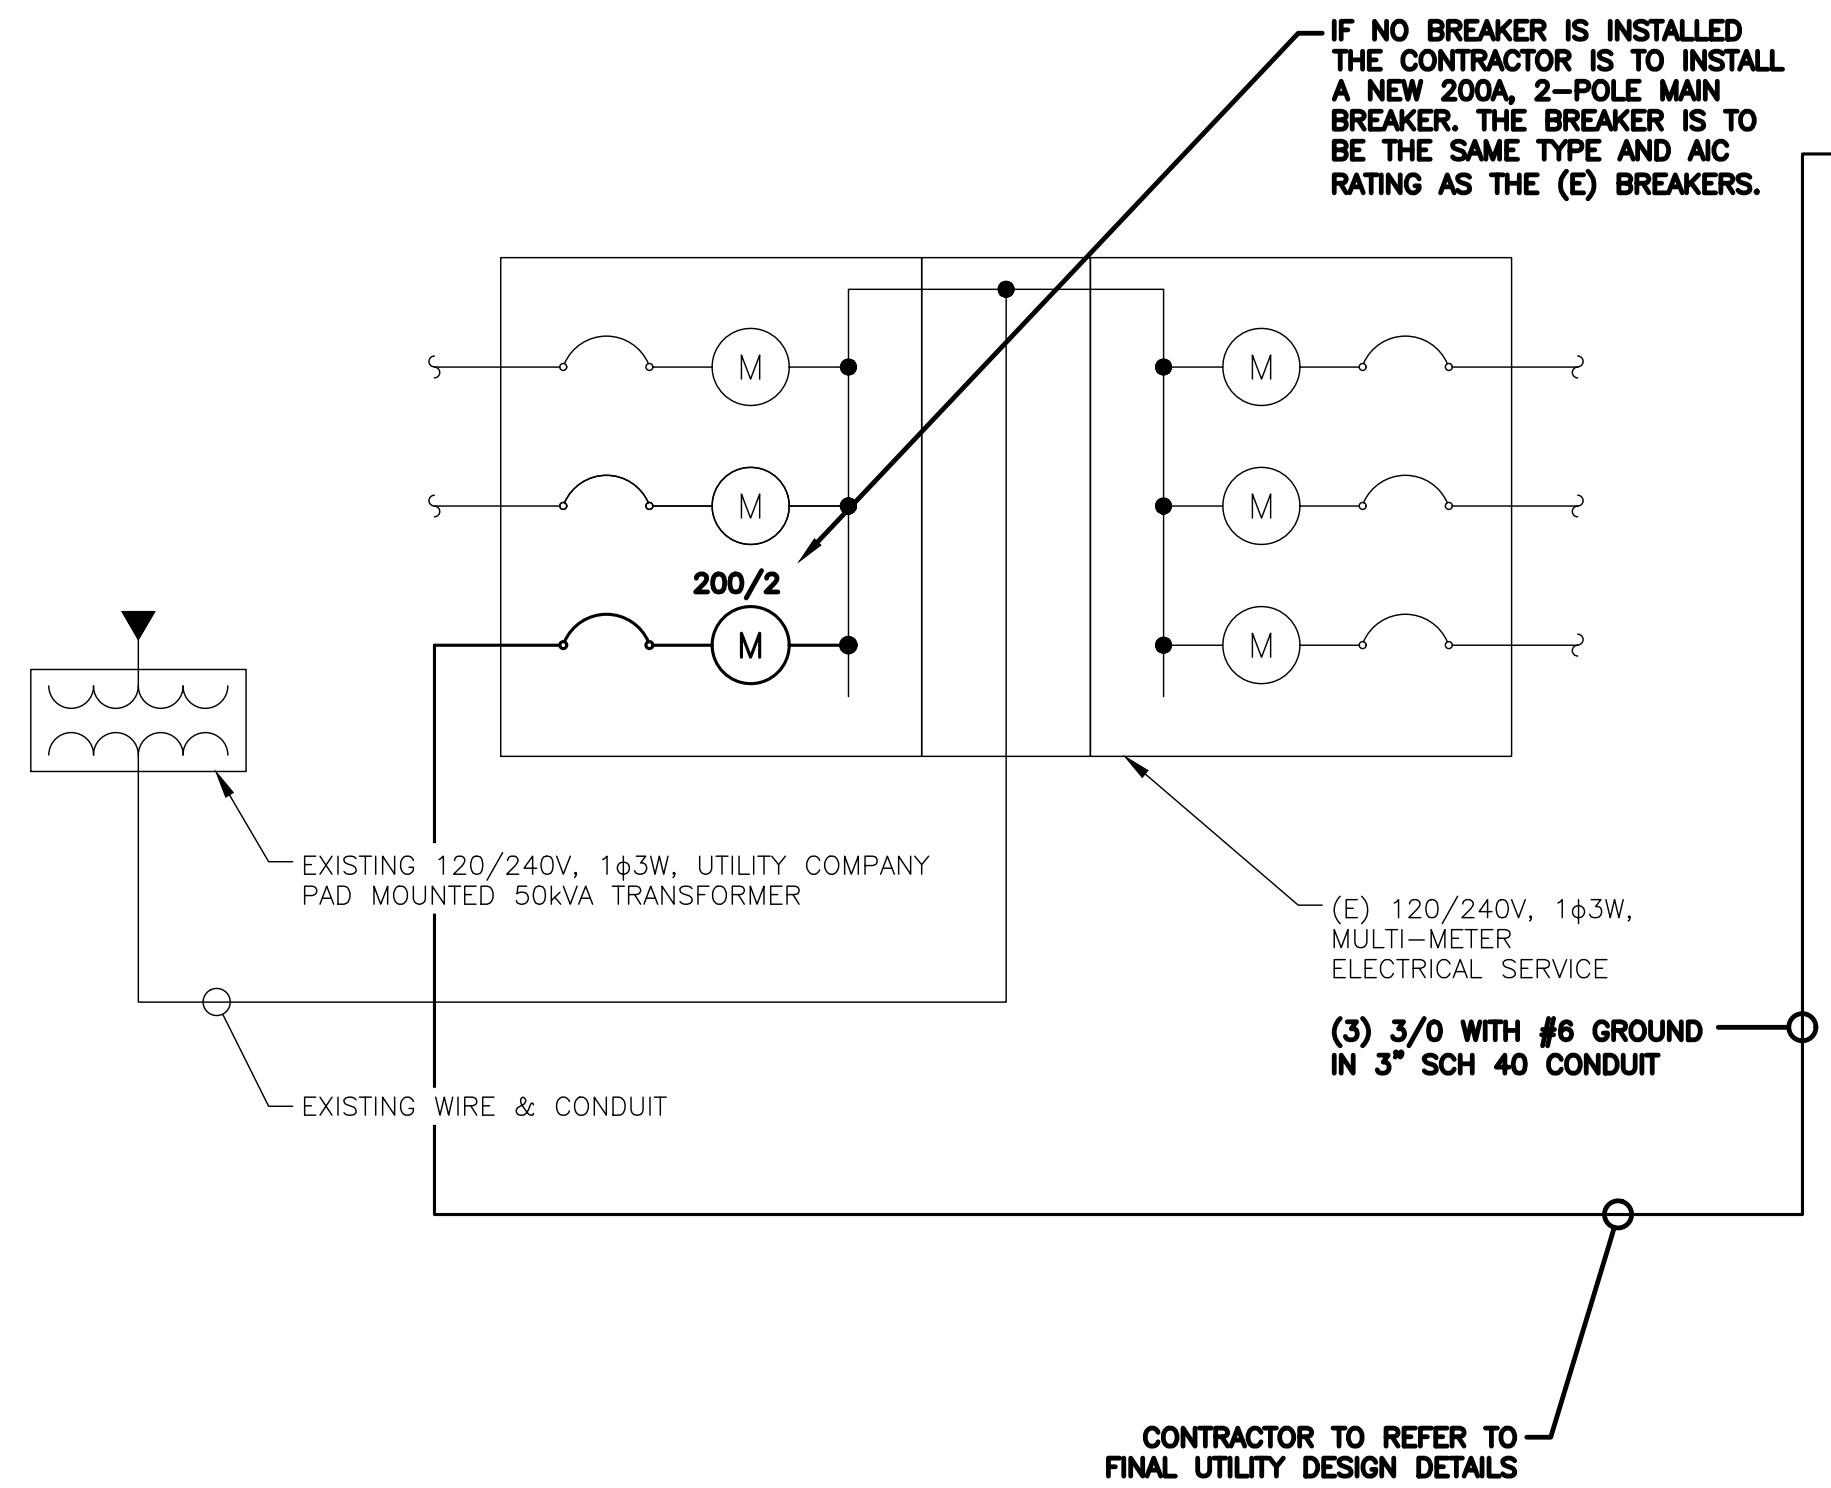 IF NO BREAKER IS INSTALLED
THE CONTRACTOR IS TO INSTALL
A NEW 200A, 2-POLE MAIN
BREAKER. THE BREAKER IS TO
BE THE SAME TYPE AND AIC
RATING AS THE (E) BREAKERS.
M
M
M
M
200/2
M
M
EXISTING 120/240V, 1ϕ3W, UTILITY COMPANY
PAD MOUNTED 50kVA TRANSFORMER
(E) 120/240V, 1ϕ3W,
MULTI-METER
ELECTRICAL SERVICE
(3) 3/0 WITH #6 GROUND
IN 3" SCH 40 CONDUIT
EXISTING WIRE & CONDUIT
CONTRACTOR TO REFER TO
FINAL UTILITY DESIGN DETAILS